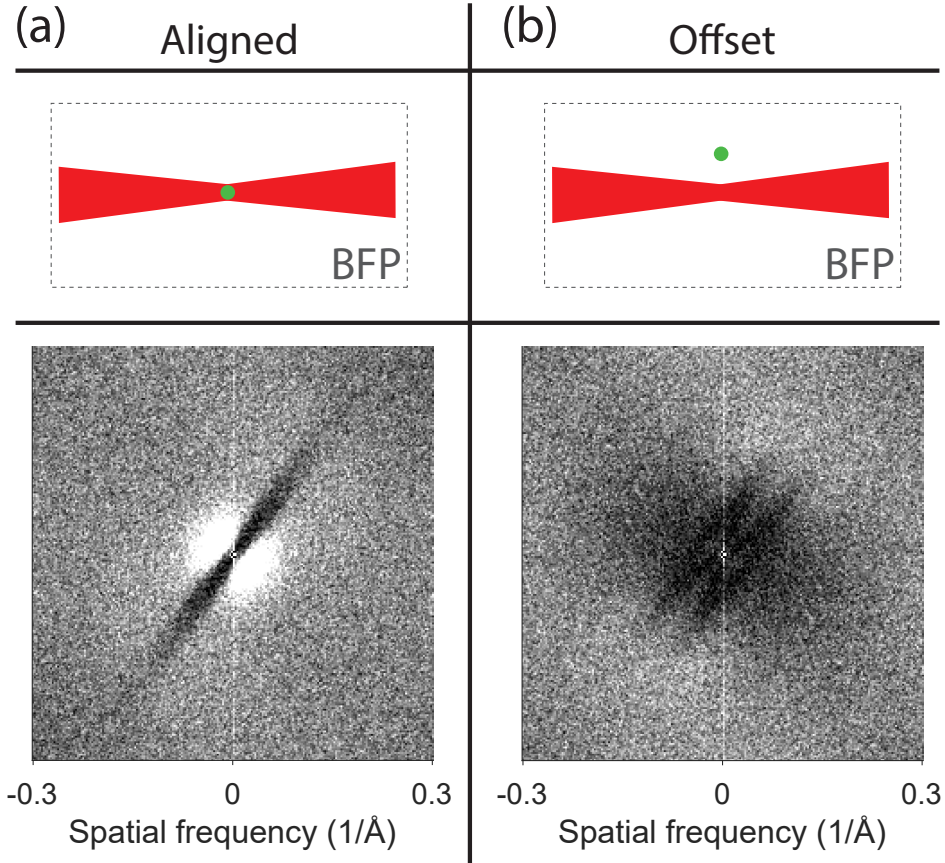 (a) Aligned
(b) Offset
BFP
BFP
-0.3 0 0.3
Spatial frequency (1/Å)
-0.3 0 0.3
Spatial frequency (1/Å)